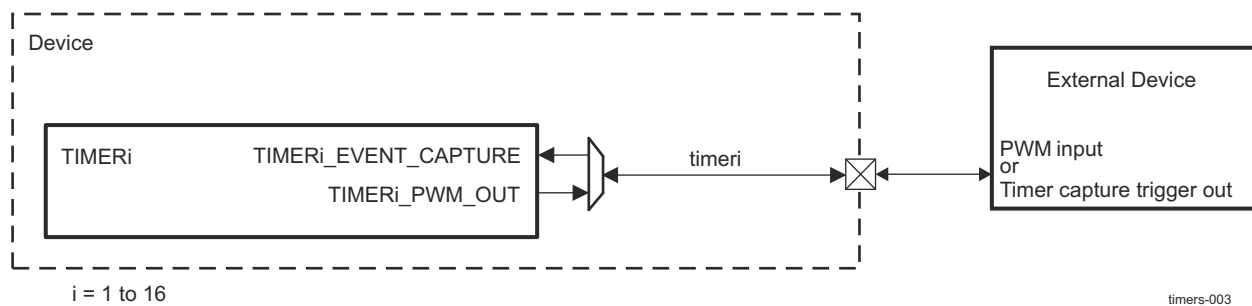 Device
External Device
TIMERi
TIMERi_EVENT_CAPTURE
TIMERi_PWM_OUT
timeri
PWM input
or
Timer capture trigger out
i = 1 to 16
timers-003